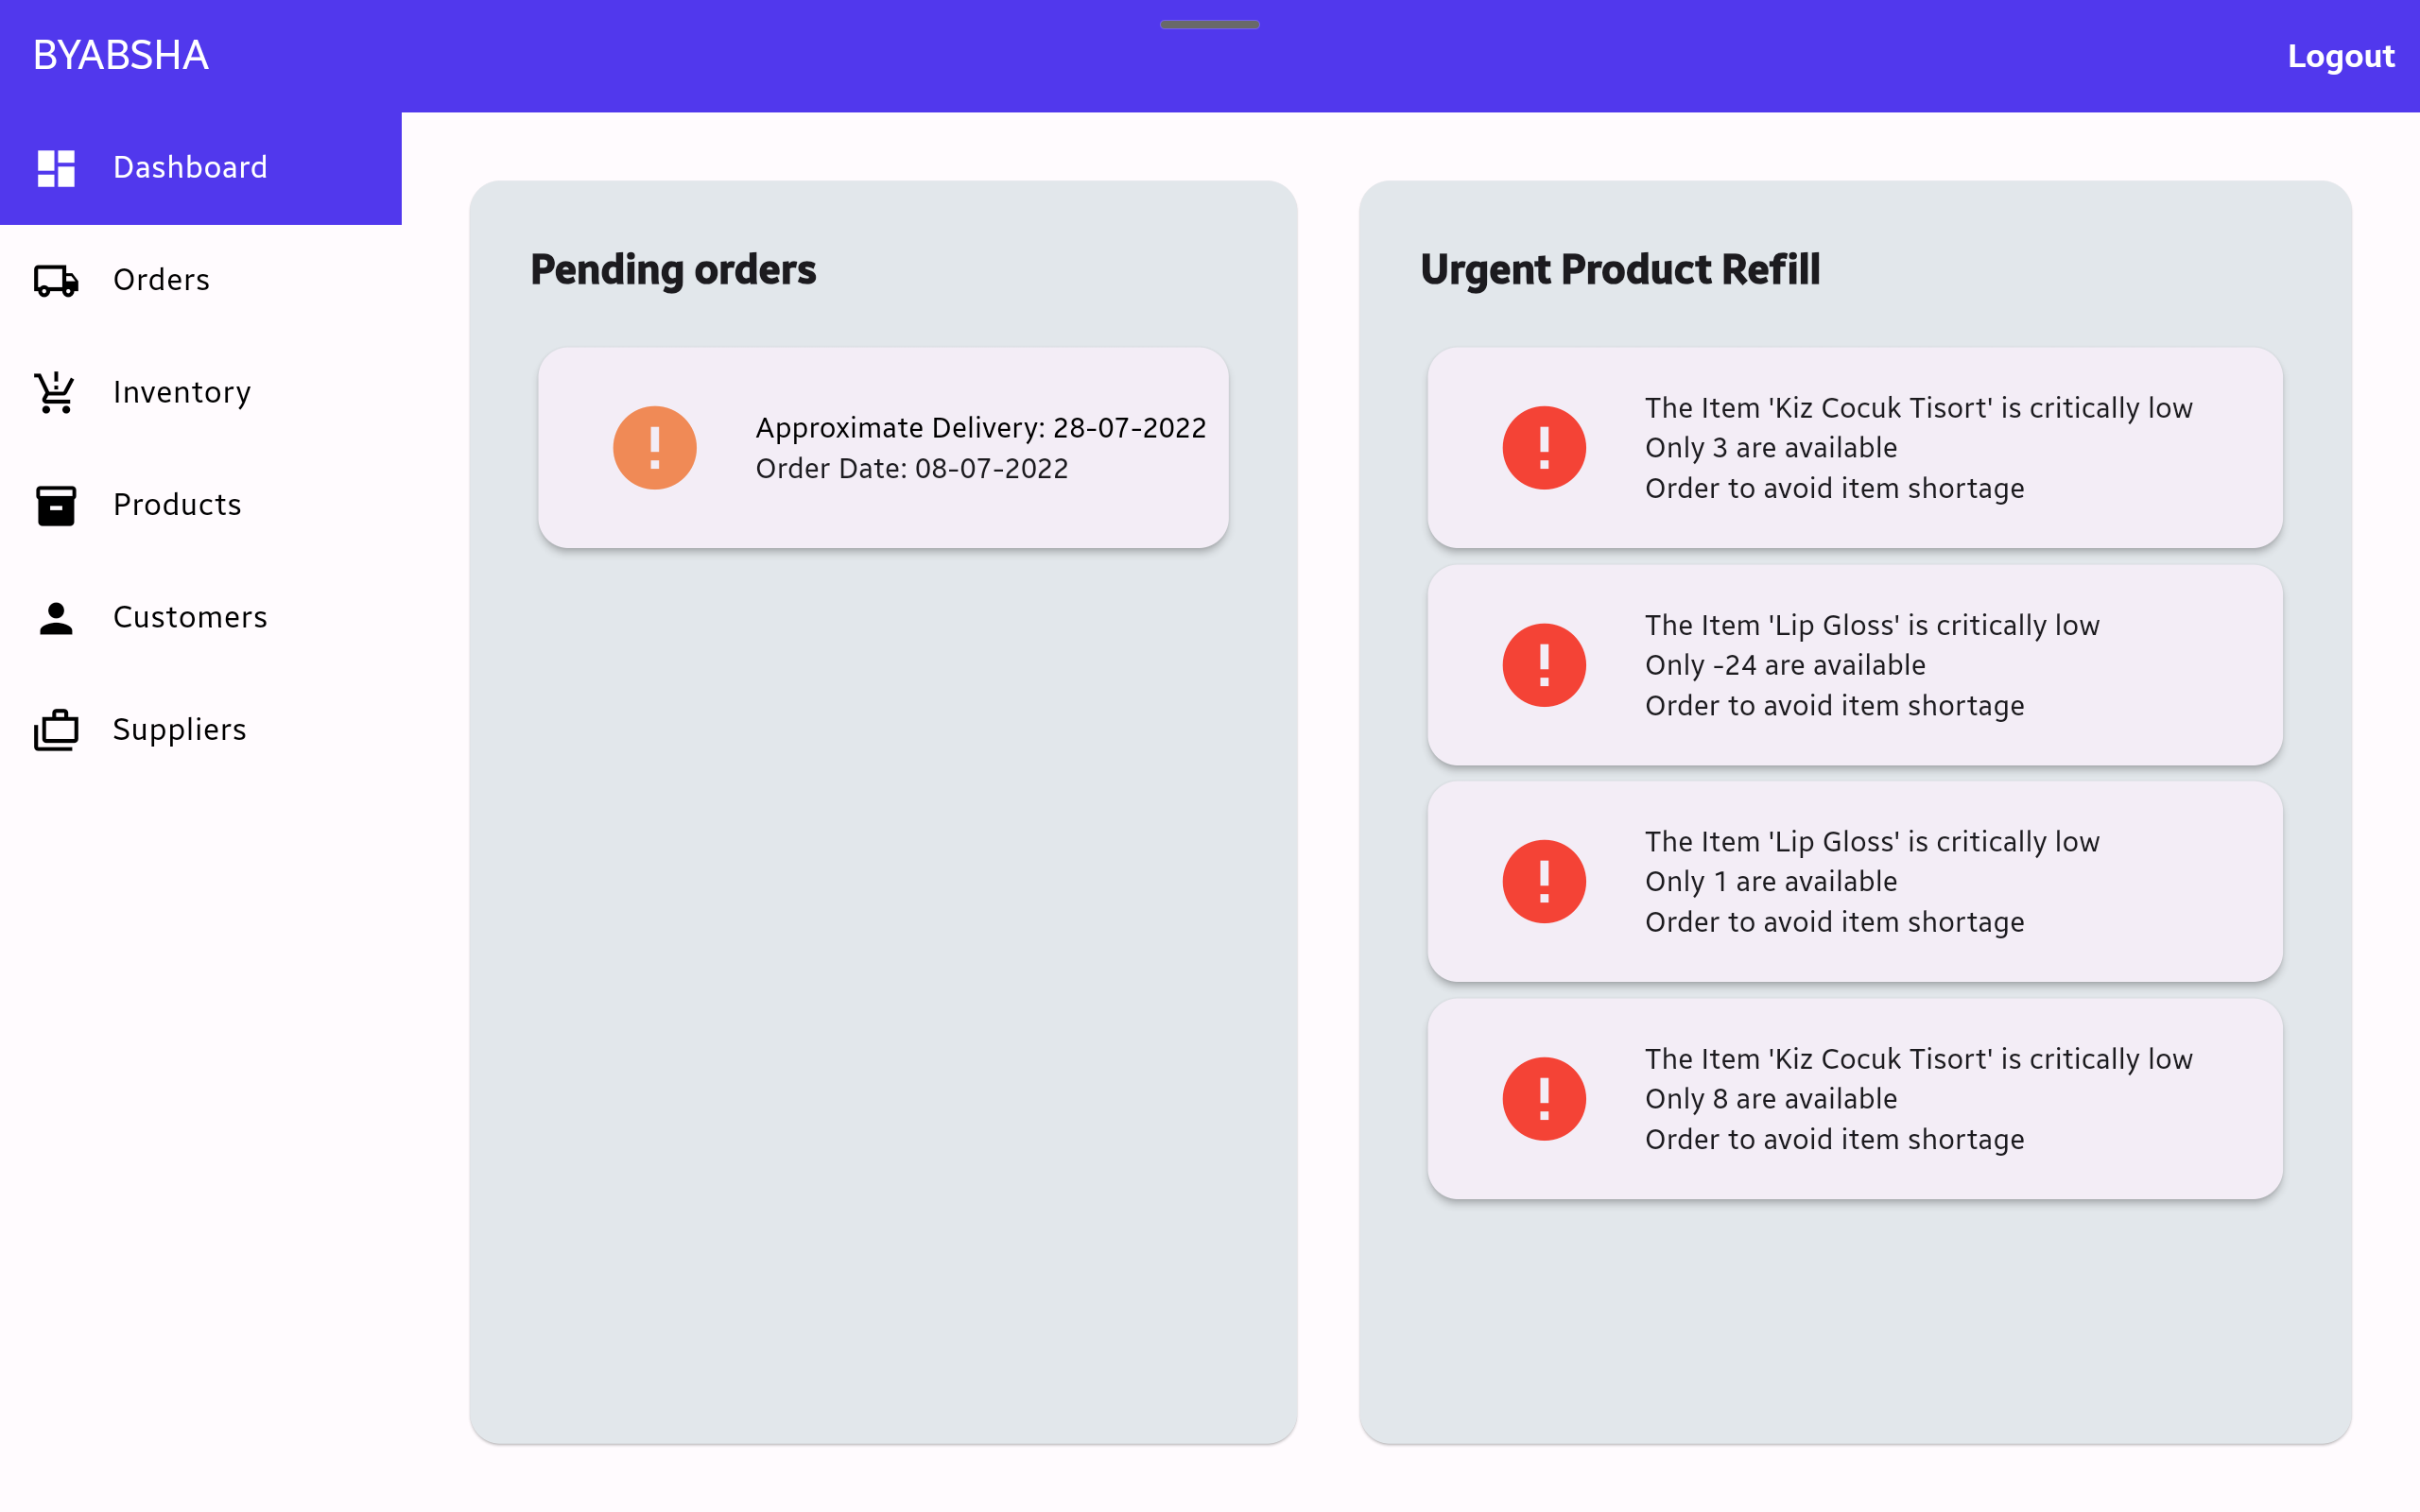 BYABSHA
Logout
Dashboard
Orders
Inventory
Products
Customers
Suppliers
Pending orders
Approximate Delivery: 28-07-2022
Order Date: 08-07-2022
Urgent Product Refill
The Item 'Kiz Cocuk Tisort' is critically low
Only 3 are available
Order to avoid item shortage
The Item 'Lip Gloss' is critically low
Only -24 are available
Order to avoid item shortage
The Item 'Lip Gloss' is critically low
Only 1 are available
Order to avoid item shortage
The Item 'Kiz Cocuk Tisort' is critically low
Only 8 are available
Order to avoid item shortage